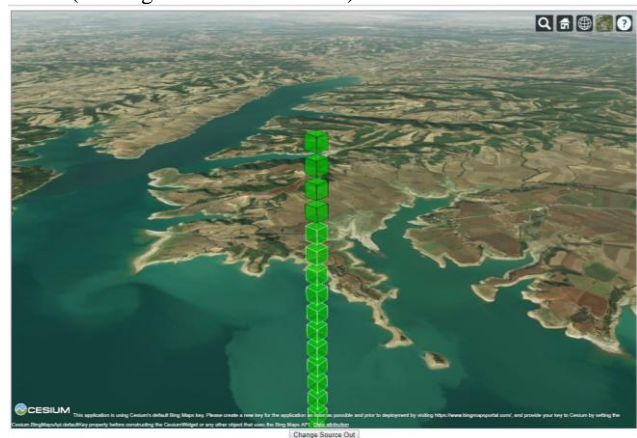 ?
CESIUM This application is using Cesium's default Bing Maps key. Please create a new key for the application as soon as possible and prior to deployment by visiting https://www.bingmapsportal.com/, and provide your key to Cesium by setting the
Cesium.BingMapsApi.defaultKey property before constructing the CesiumWidget or any other object that uses the Bing Maps API.
Change Source Out